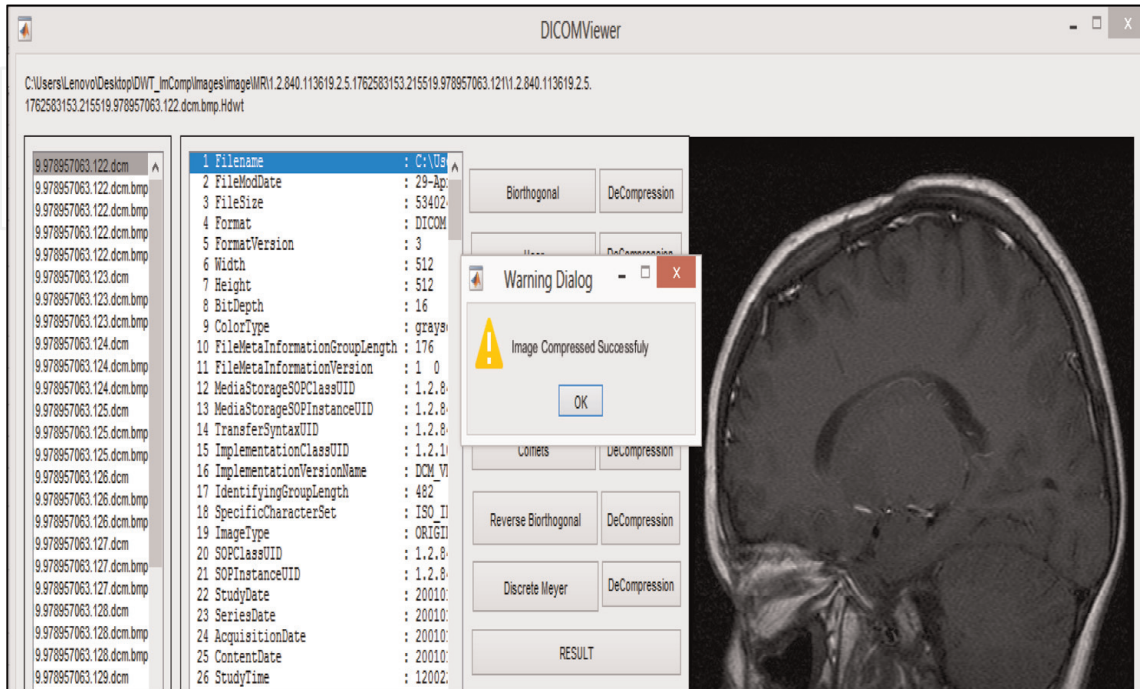 DICOMViewer
C:\Users\Lenovo\Desktop\DWT_ImComp\Images\image\MR\1.2.840.113619.2.5.1762583153.215519.978957063.121\1.2.840.113619.2.5.
1762583153.215519.978957063.122.dcm.bmp.Hdwt
9.978957063.122.dcm
9.978957063.122.dcm.bmp
9.978957063.122.dcm.bmp
9.978957063.122.dcm.bmp
9.978957063.122.dcm.bmp
9.978957063.123.dcm
9.978957063.123.dcm.bmp
9.978957063.123.dcm.bmp
9.978957063.124.dcm
9.978957063.124.dcm.bmp
9.978957063.124.dcm.bmp
9.978957063.125.dcm
9.978957063.125.dcm.bmp
9.978957063.125.dcm.bmp
9.978957063.126.dcm
9.978957063.126.dcm.bmp
9.978957063.126.dcm.bmp
9.978957063.127.dcm
9.978957063.127.dcm.bmp
9.978957063.127.dcm.bmp
9.978957063.128.dcm
9.978957063.128.dcm.bmp
9.978957063.128.dcm.bmp
9.978957063.129.dcm
1 Filename : C:\Us
2 FileModDate : 29-Ap
3 FileSize : 53402
4 Format : DICOM
5 FormatVersion : 3
6 Width : 512
7 Height : 512
8 BitDepth : 16
9 ColorType : grays
10 FileMetaInformationGroupLength : 176
11 FileMetaInformationVersion : 1 0
12 MediaStorageSOPClassUID : 1.2.8
13 MediaStorageSOPInstanceUID : 1.2.8
14 TransferSyntaxUID : 1.2.8
15 ImplementationClassUID : 1.2.1
16 ImplementationVersionName : DCM_V
17 IdentifyingGroupLength : 482
18 SpecificCharacterSet : ISO_I
19 ImageType : ORIGI
20 SOPClassUID : 1.2.8
21 SOPInstanceUID : 1.2.8
22 StudyDate : 20010
23 SeriesDate : 20010
24 AcquisitionDate : 20010
25 ContentDate : 20010
26 StudyTime : 12002
Biorthogonal DeCompression
DeCompression
Warning Dialog
Image Compressed Successfuly
OK
Coiflets DeCompression
Reverse Biorthogonal DeCompression
Discrete Meyer DeCompression
RESULT